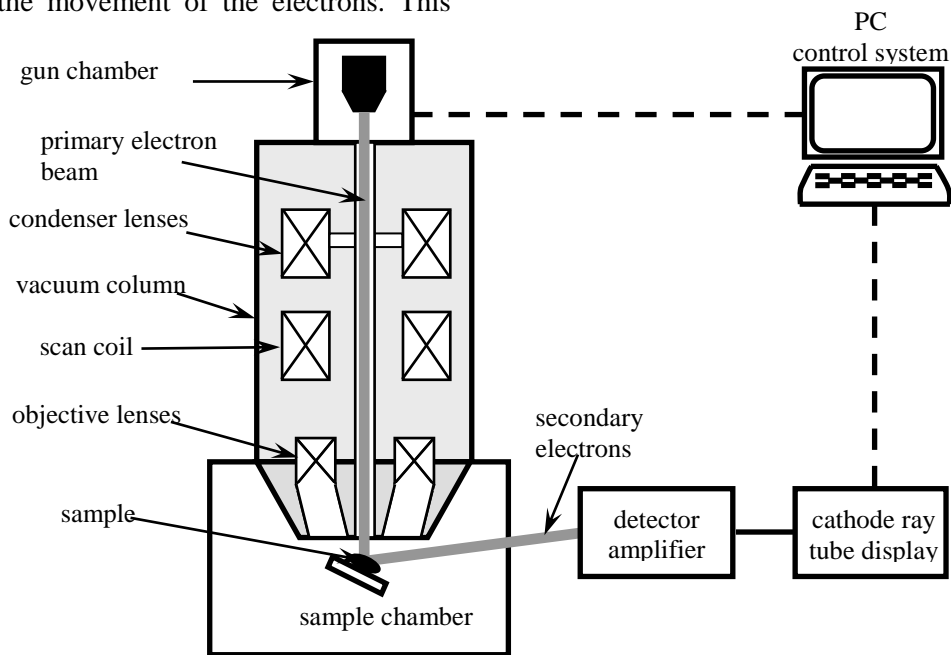 the movement of the electrons. This
PC
control system
gun chamber
primary electron
beam
condenser lenses
vacuum column
scan coil
objective lenses
secondary
electrons
sample
detector
amplifier
cathode ray
tube display
sample chamber